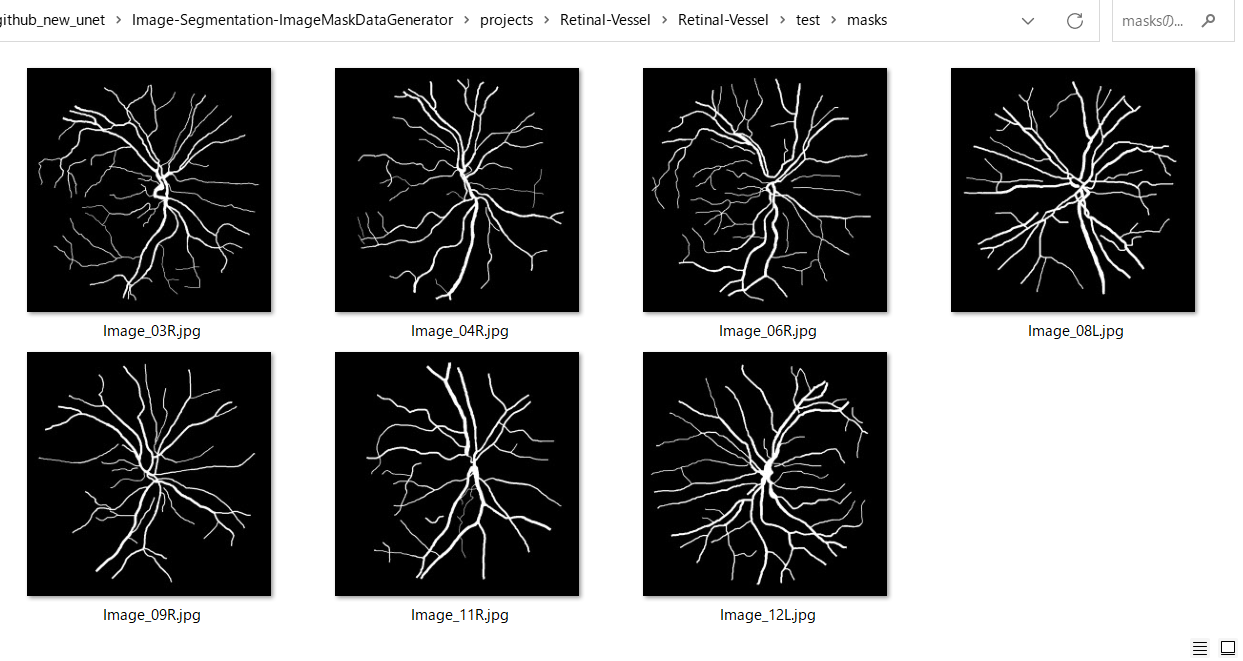 github_new_unet > Image-Segmentation-ImageMaskDataGenerator > projects > Retinal-Vessel > Retinal-Vessel > test > masks
masksの...
Image_03R.jpg
Image_04R.jpg
Image_06R.jpg
Image_08L.jpg
Image_09R.jpg
Image_11R.jpg
Image_12L.jpg